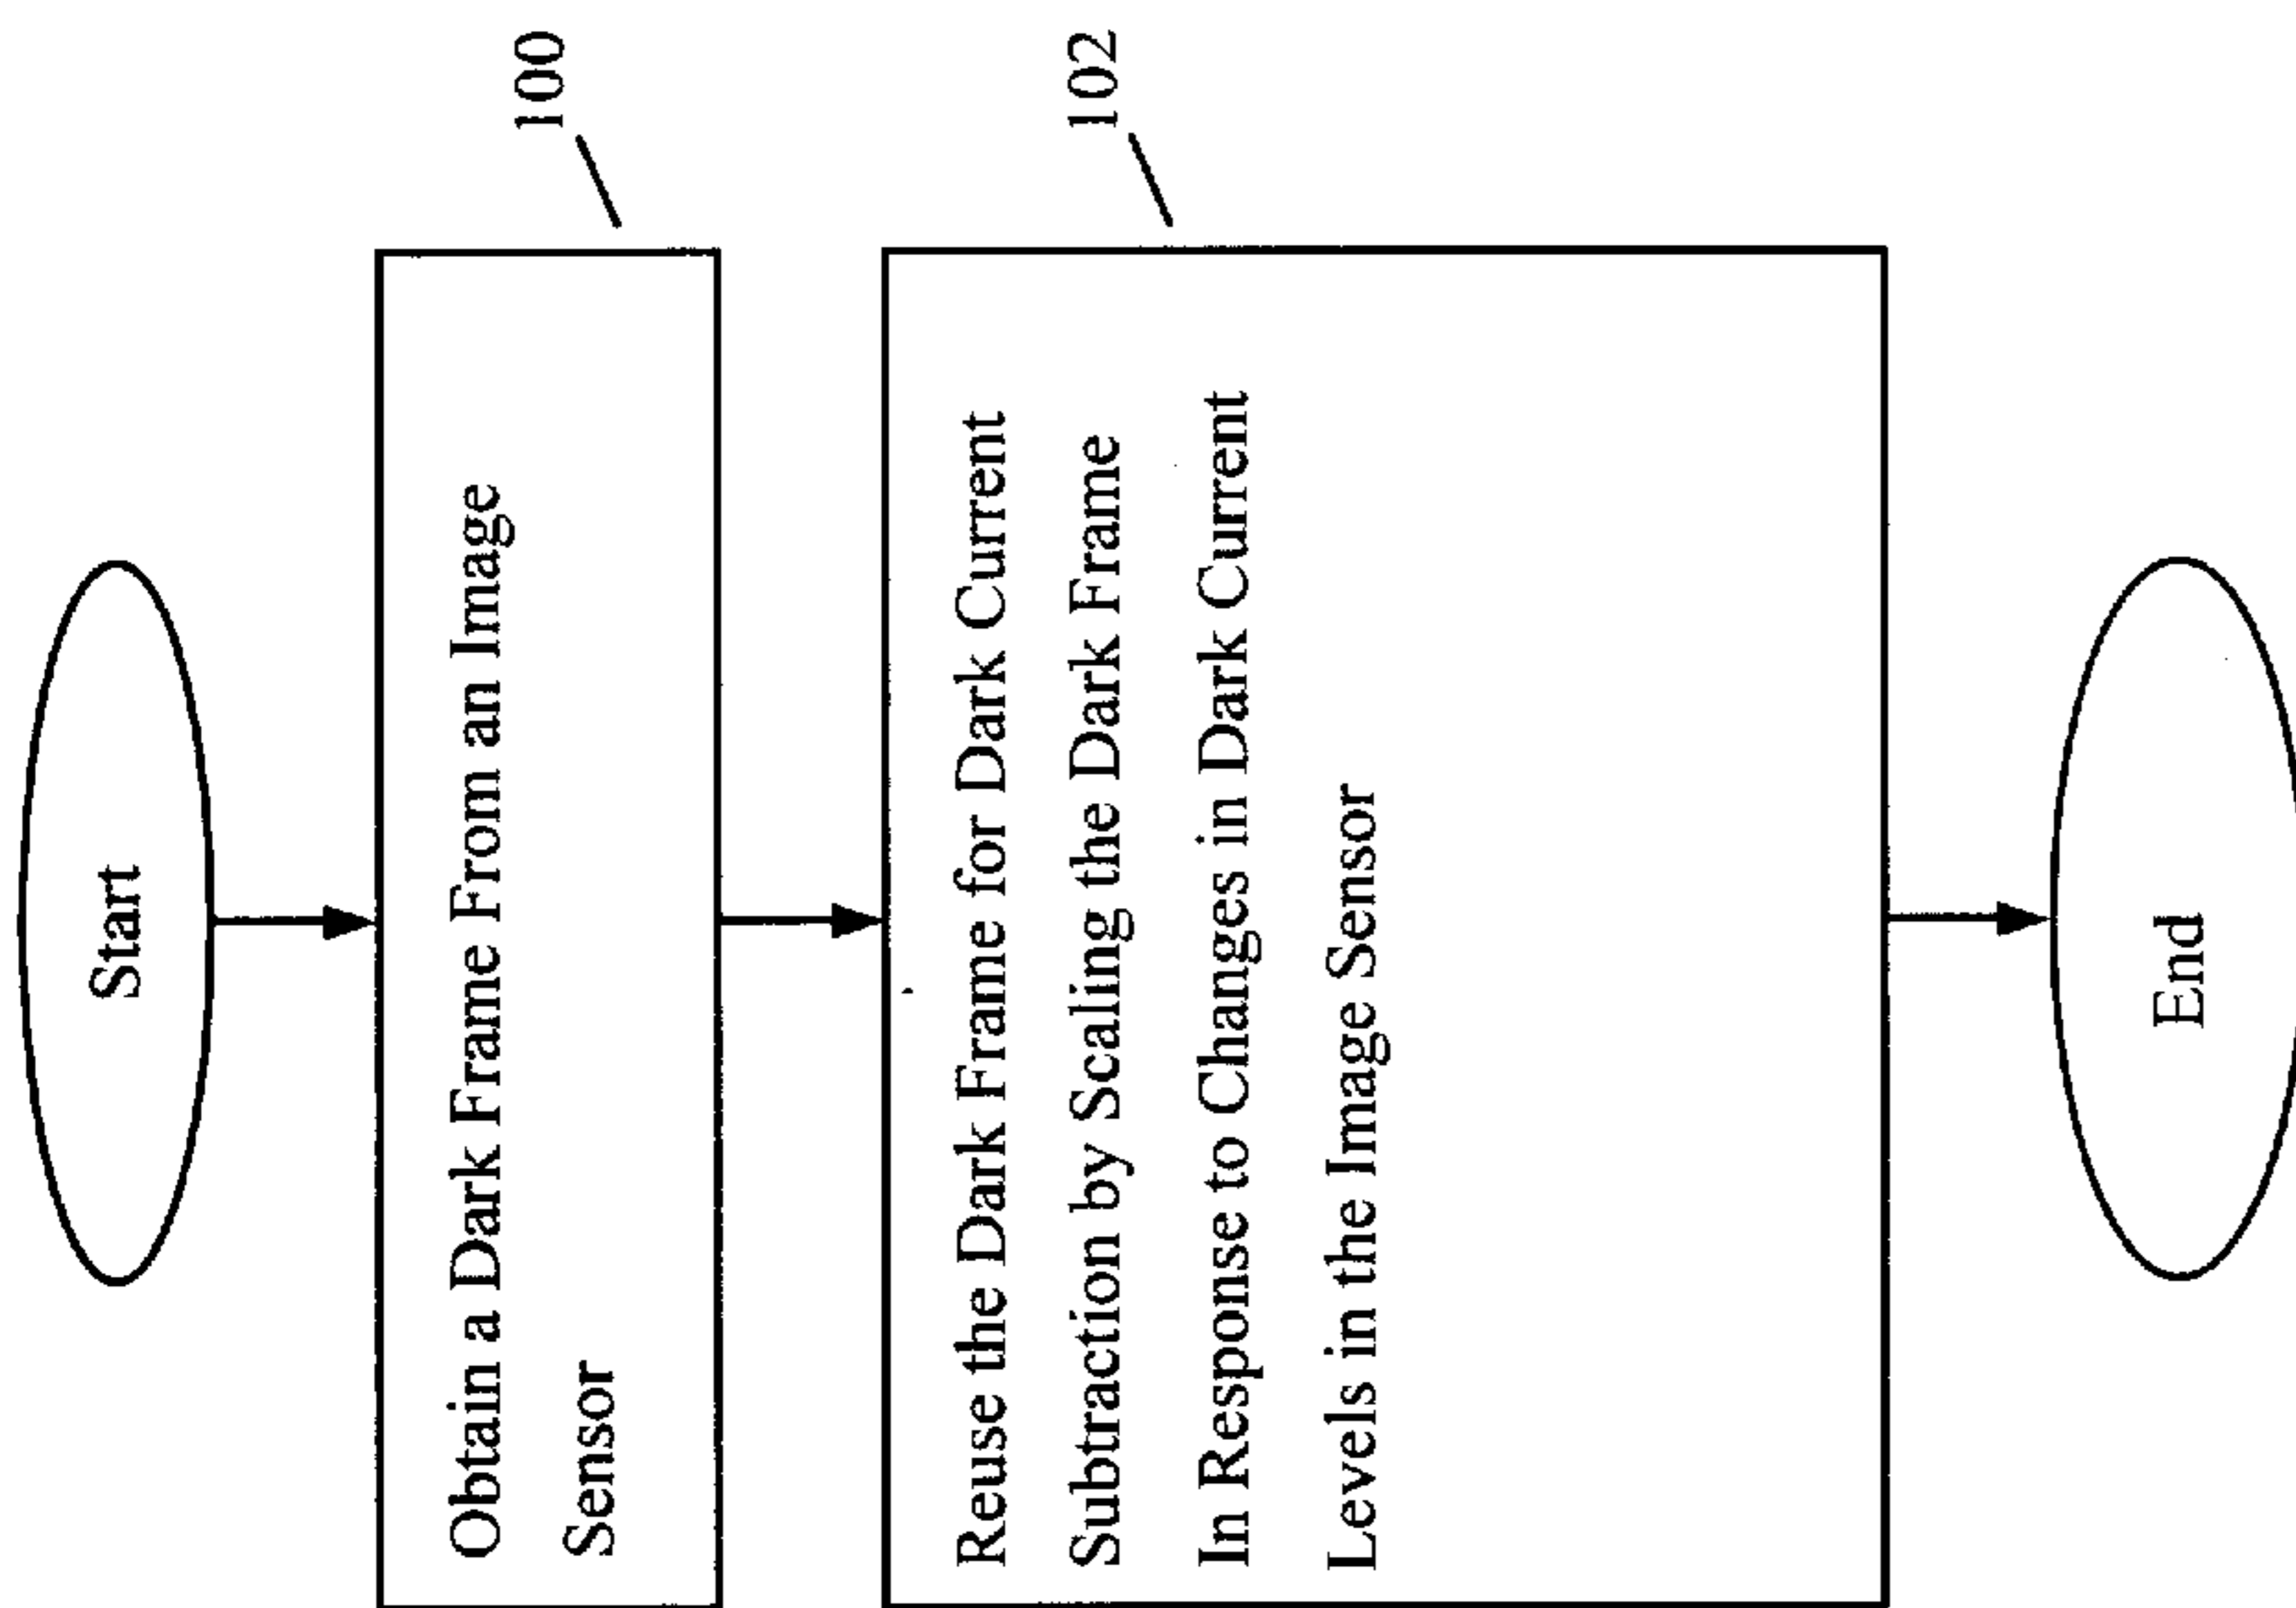 Start
Obtain a Dark Frame From an Image
Sensor
100
Reuse the Dark Frame for Dark Current
Subtraction by Scaling the Dark Frame
In Response to Changes in Dark Current
Levels in the Image Sensor
102
End